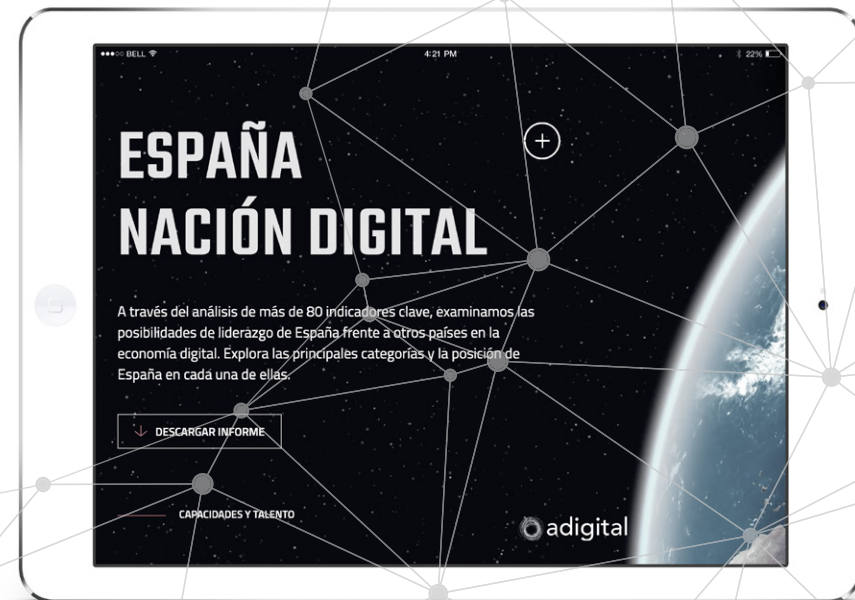 BELL
4:21 PM
22%
ESPAÑA
NACIÓN DIGITAL
A través del análisis de más de 80 indicadores clave, examinamos las
posibilidades de liderazgo de España frente a otros países en la
economía digital. Explora las principales categorías y la posición de
España en cada una de ellas.
DESCARGAR INFORME
CAPACIDADES Y TALENTO
adigital